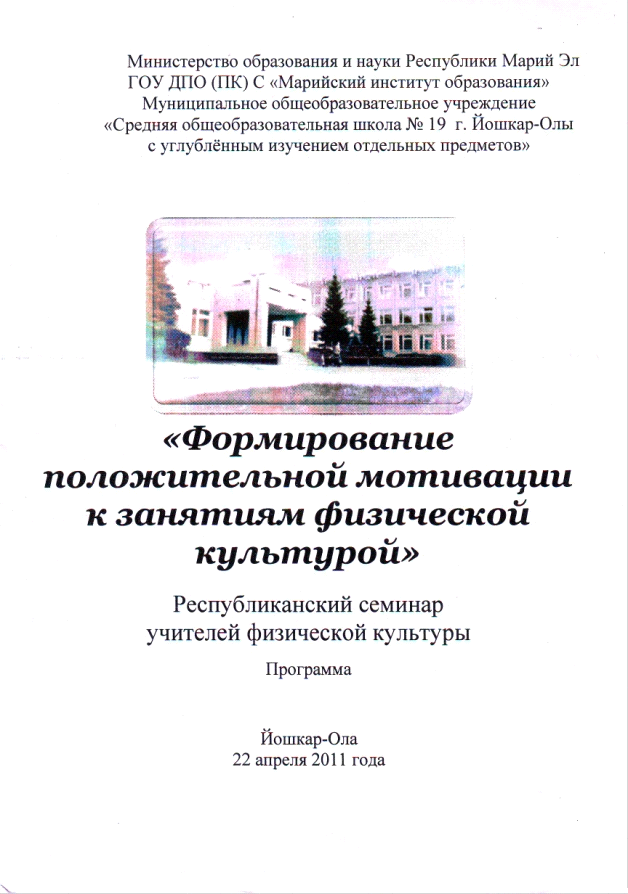 Министерство образования и науки Республики Марий Эл
ГОУ ДПО (ПК) С «Марийский институт образования»
Муниципальное общеобразовательное учреждение
«Средняя общеобразовательная школа № 19 г. Йошкар-Олы
с углублённым изучением отдельных предметов»
«Формирование
положительной мотивации
к занятиям физической
культурой»
Республиканский семинар
учителей физической культуры
Программа
Йошкар-Ола
22 апреля 2011 года